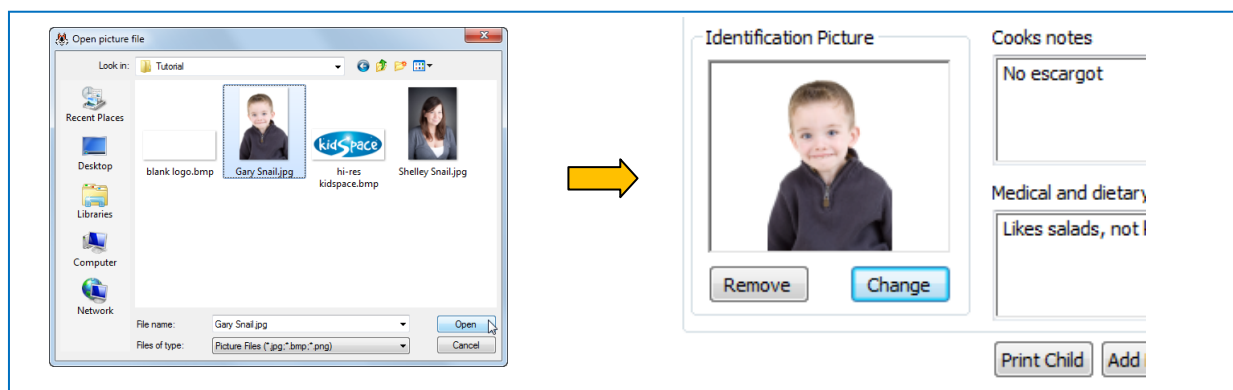 Open picture file
Look in: Tutorial
Recent Places
Desktop
Libraries
Computer
Network
blank logo.bmp
Gary Snail.jpg
kidSpace
hi-res
kidspace.bmp
Shelley Snail.jpg
File name: Gary Snail.jpg Open
Files of type: Picture Files (*.jpg;*.bmp;*.png) Cancel
Identification Picture
Remove Change
Cooks notes
No escargot
Medical and dietary
Likes salads, not
Print Child Add